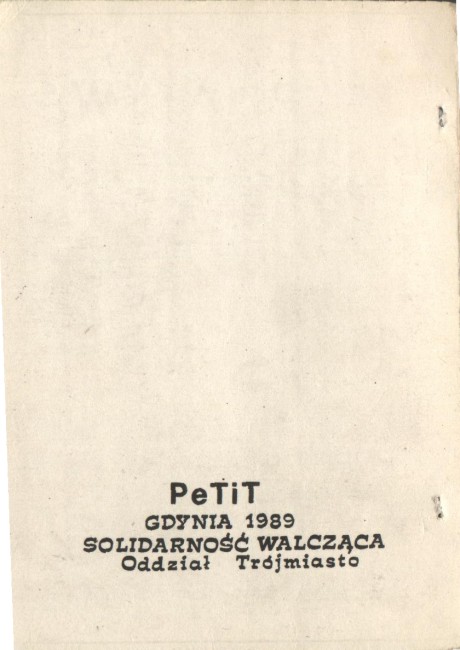 PeTiT
GDYNIA 1989
SOLIDARNOŚĆ WALCZĄCA
Oddział Trójmiasto